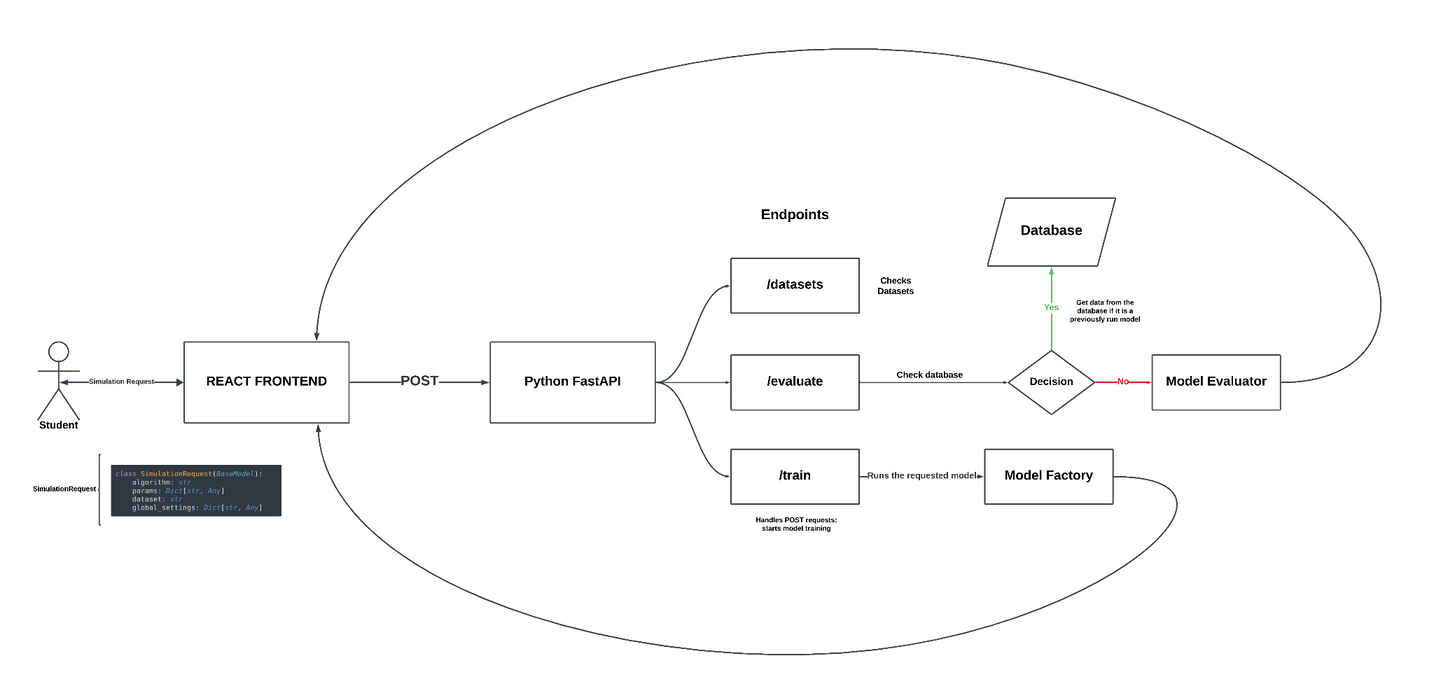 Endpoints
Database
/datasets
Checks
Datasets
Yes
Get data from the
database if it is a
previously run model
Simulation Request
Student
REACT FRONTEND
POST
Python FastAPI
/evaluate
Check database
Decision
No
Model Evaluator
/train
Runs the requested model
Model Factory
Handles POST requests:
starts model training
SimulationRequest
class SimulationRequest(BaseModel):
    algorithm: str
    params: Dict[str, Any]
    dataset: str
    global_settings: Dict[str, Any]